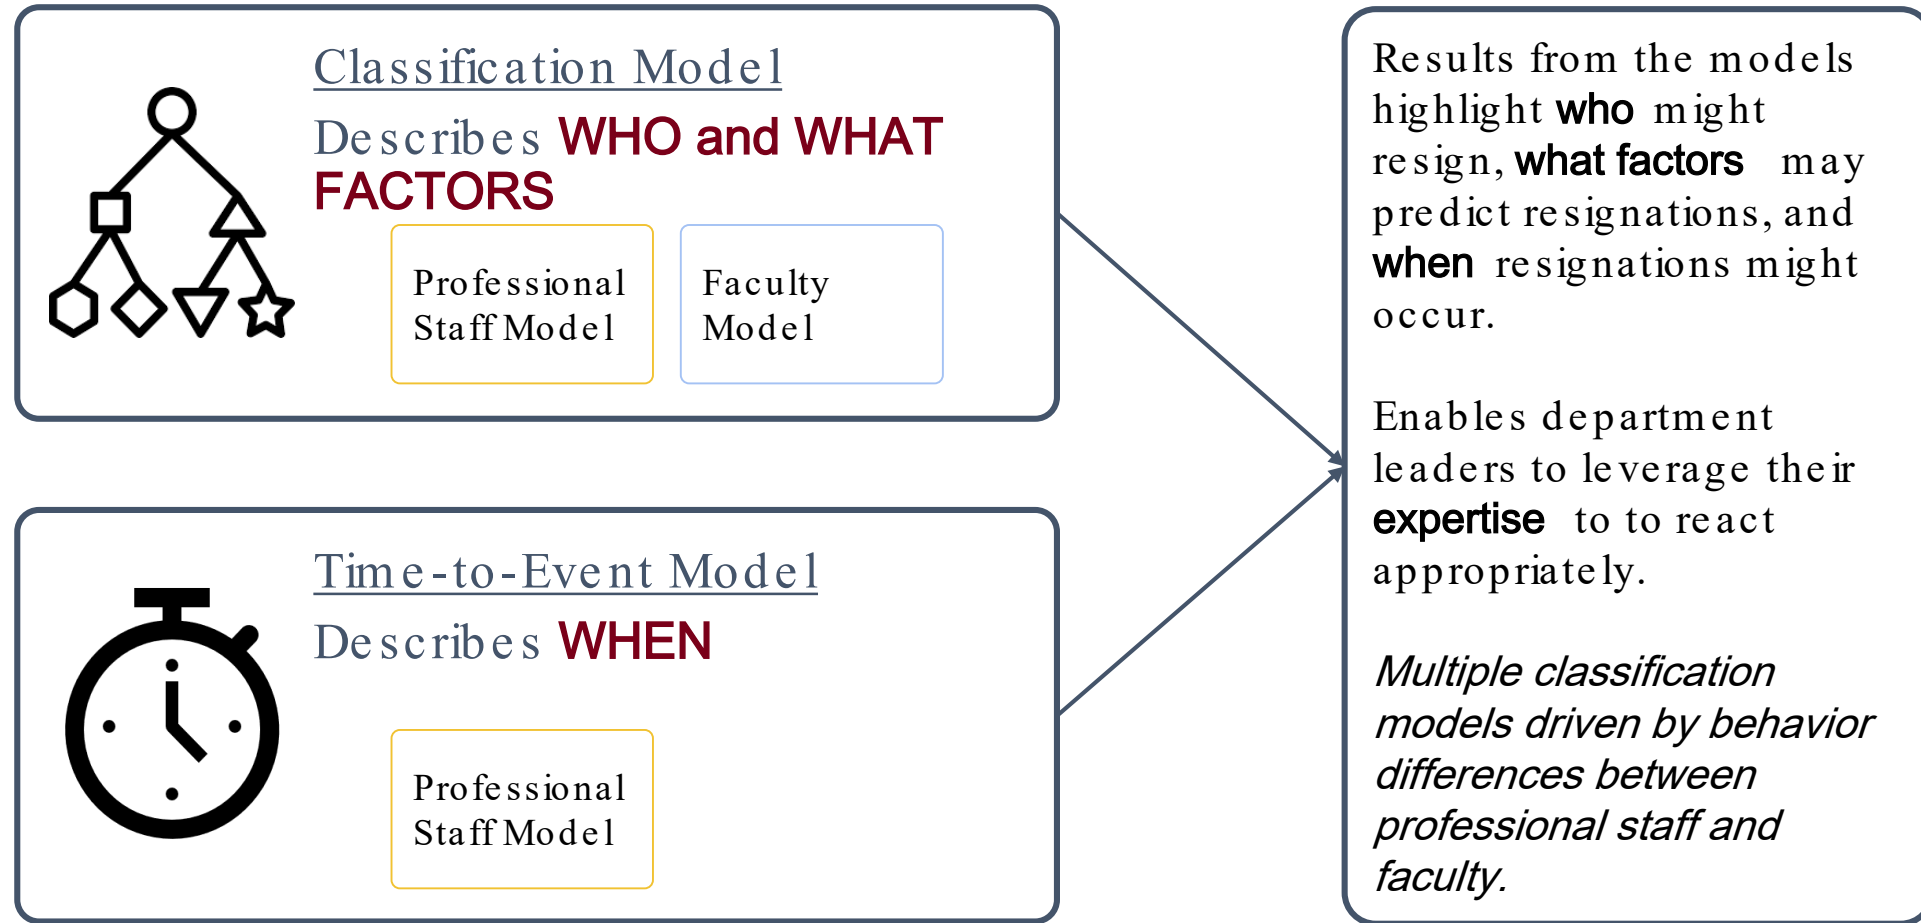 Classification Model
Describes WHO and WHAT
FACTORS
Professional
Staff Model
Faculty
Model
Time-to-Event Model
Describes WHEN
Professional
Staff Model
Results from the models
highlight who might
resign, what factors may
predict resignations, and
when resignations might
occur.
Enables department
leaders to leverage their
expertise to to react
appropriately.
Multiple classification
models driven by behavior
differences between
professional staff and
faculty.